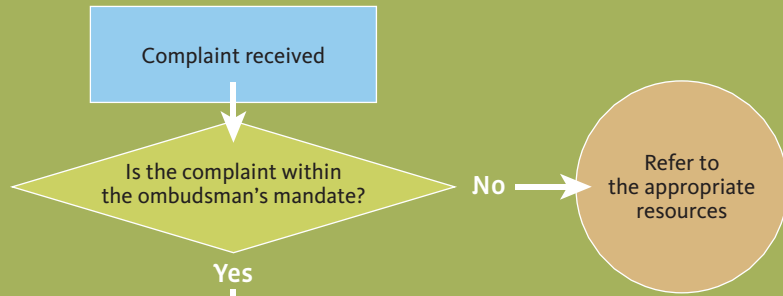 Complaint received
Is the complaint within
the ombudsman’s mandate?
No
Refer to
the appropriate
resources
Yes